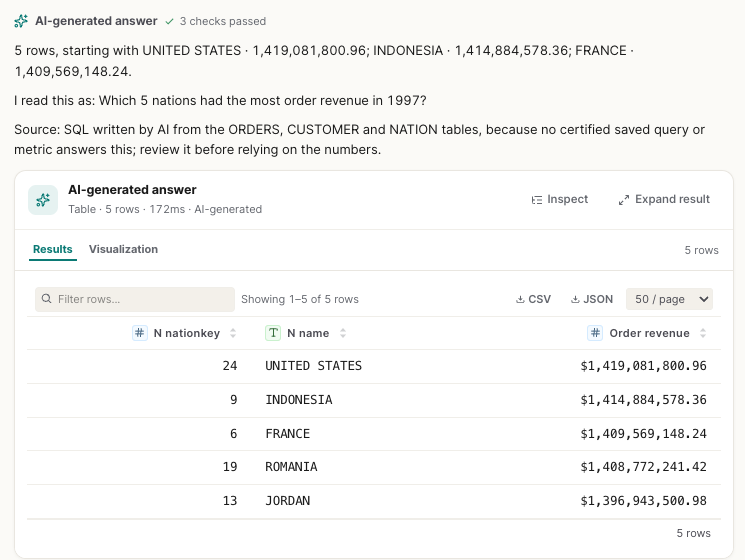 AI-generated answer ✓ 3 checks passed
5 rows, starting with UNITED STATES · 1,419,081,800.96; INDONESIA · 1,414,884,578.36; FRANCE ·
1,409,569,148.24.
I read this as: Which 5 nations had the most order revenue in 1997?
Source: SQL written by AI from the ORDERS, CUSTOMER and NATION tables, because no certified saved query or
metric answers this; review it before relying on the numbers.
AI-generated answer
Table · 5 rows · 172ms · AI-generated
Inspect Expand result
Results Visualization 5 rows
Filter rows... Showing 1–5 of 5 rows CSV JSON 50 / page
# N nationkey T N name # Order revenue
24 UNITED STATES $1,419,081,800.96
9 INDONESIA $1,414,884,578.36
6 FRANCE $1,409,569,148.24
19 ROMANIA $1,408,772,241.42
13 JORDAN $1,396,943,500.98
5 rows